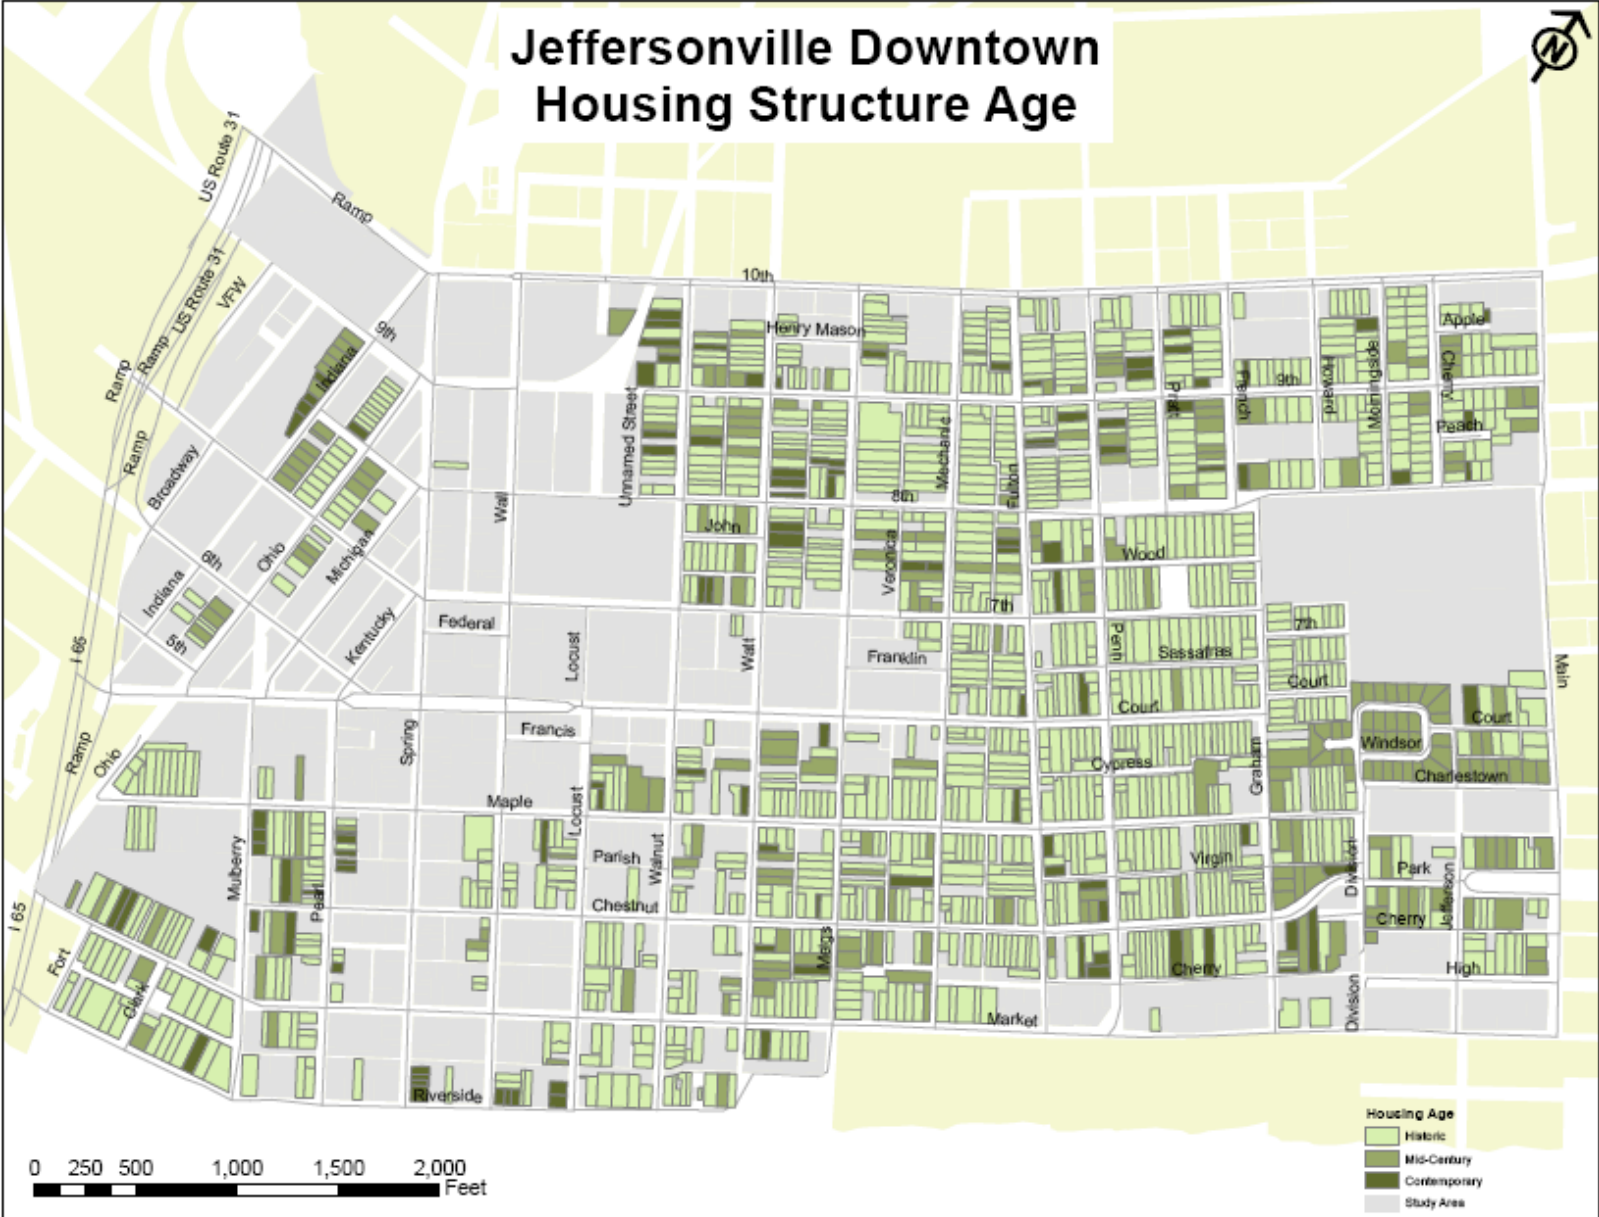 Jeffersonville Downtown
Housing Structure Age
N
US Route 31
Ramp
US Route 31
VFW
10th
Henry Mason
Apple
9th
Indiana
Ramp
Ramp
Unnamed Street
Pratt
French
9th
Howard
Morningside
Cherry
Peach
Ramp
Broadway
Wall
Mechanic
8th
Fulton
John
Veronica
Wood
6th
Ohio
Michigan
Indiana
5th
Kentucky
Federal
Locust
Watt
7th
Franklin
Penn
Sassafras
7th
Court
Court
Main
I 65
Ramp
Ohio
Spring
Francis
Cypress
Graham
Windsor
Court
Charlestown
Maple
Locust
Mulberry
Pearl
Parish
Walnut
Chestnut
Virgin
Division
Park
Jefferson
Cherry
I 65
Fort
Clark
Meigs
Cherry
High
Market
Division
Riverside
0 250 500 1,000 1,500 2,000
Feet
Housing Age
Historic
Mid-Century
Contemporary
Study Area